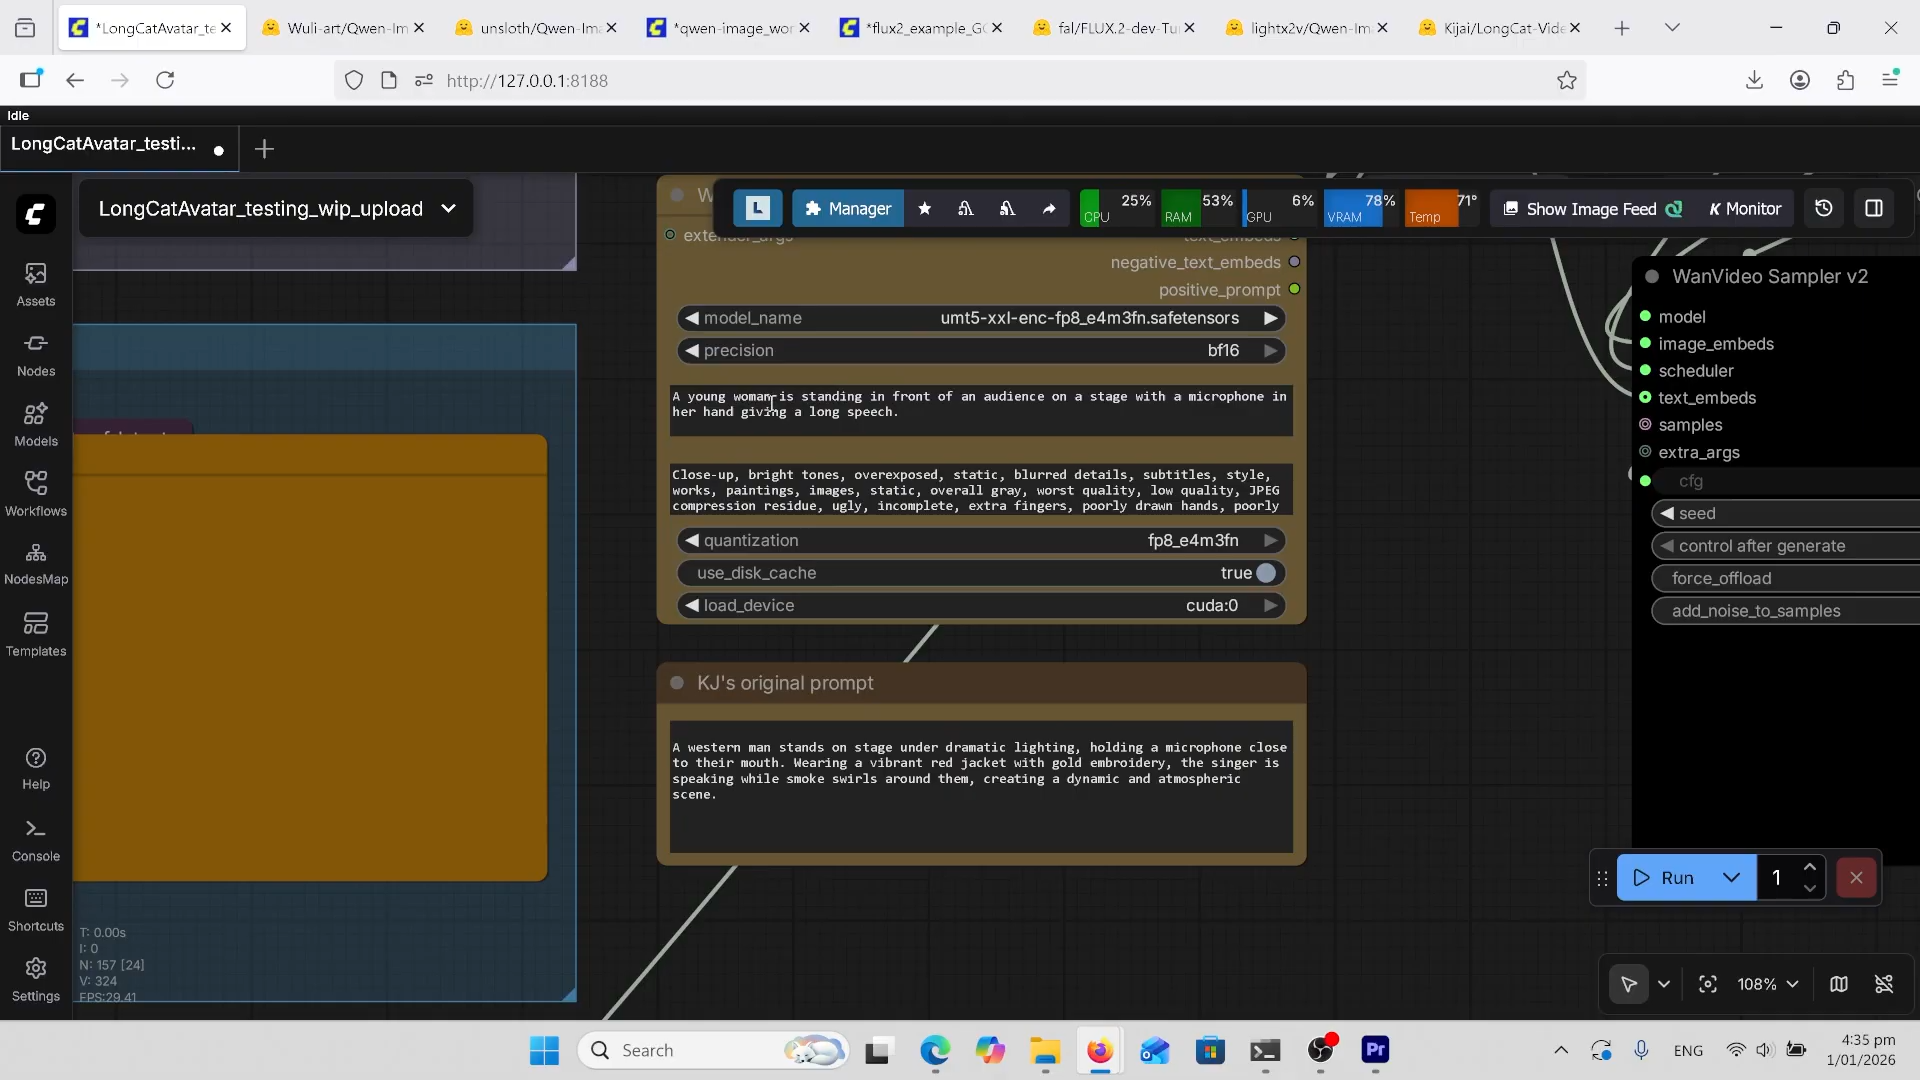 *LongCatAvatar_te
Wuli-art/Qwen-Im
unsloth/Qwen-Ima
*qwen-image_wor
*flux2_example_GG
fal/FLUX.2-dev-Tu
lightx2v/Qwen-Im
Kijai/LongCat-Vide
http://127.0.0.1:8188
Idle
LongCatAvatar_testi...
LongCatAvatar_testing_wip_upload
L
Manager
CPU 25%
RAM 53%
GPU 6%
VRAM 78%
Temp 71°
Show Image Feed
K Monitor
Assets
Nodes
Models
Workflows
NodesMap
Templates
Help
Console
Shortcuts
Settings
W
extender_args
text_embeds
negative_text_embeds
positive_prompt
model_name umt5-xxl-enc-fp8_e4m3fn.safetensors
precision bf16
A young woman is standing in front of an audience on a stage with a microphone in
her hand giving a long speech.
Close-up, bright tones, overexposed, static, blurred details, subtitles, style,
works, paintings, images, static, overall gray, worst quality, low quality, JPEG
compression residue, ugly, incomplete, extra fingers, poorly drawn hands, poorly
quantization fp8_e4m3fn
use_disk_cache true
load_device cuda:0
KJ's original prompt
A western man stands on stage under dramatic lighting, holding a microphone close
to their mouth. Wearing a vibrant red jacket with gold embroidery, the singer is
speaking while smoke swirls around them, creating a dynamic and atmospheric
scene.
WanVideo Sampler v2
model
image_embeds
scheduler
text_embeds
samples
extra_args
cfg
seed
control after generate
force_offload
add_noise_to_samples
Run
1
T: 0.00s
I: 0
N: 157 [24]
V: 324
FPS:29.41
108%
Search
Pr
ENG
4:35 pm
1/01/2026